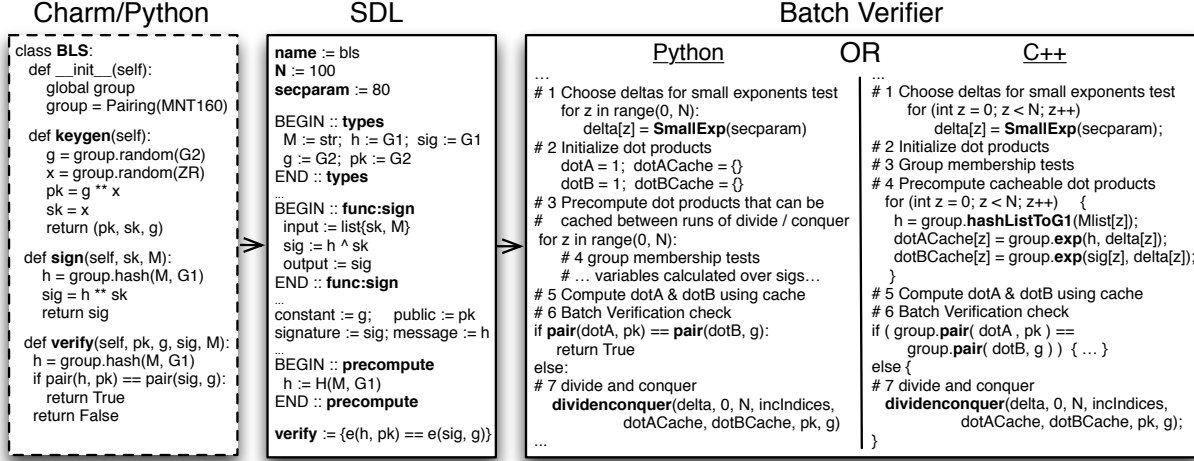 Charm/Python
class BLS:
def __init__(self):
global group
group = Pairing(MNT160)
def keygen(self):
g = group.random(G2)
x = group.random(ZR)
pk = g ** x
sk = x
return (pk, sk, g)
def sign(self, sk, M):
h = group.hash(M, G1)
sig = h ** sk
return sig
def verify(self, pk, g, sig, M):
h = group.hash(M, G1)
if pair(h, pk) == pair(sig, g):
return True
return False
SDL
name := bls
N := 100
secparam := 80
BEGIN :: types
M := str; h := G1; sig := G1
g := G2; pk := G2
END :: types
...
BEGIN :: func:sign
input := list{sk, M}
sig := h ^ sk
output := sig
END :: func:sign
...
constant := g; public := pk
signature := sig; message := h
...
BEGIN :: precompute
h := H(M, G1)
END :: precompute
verify := {e(h, pk) == e(sig, g)}
Batch Verifier
Python
...
# 1 Choose deltas for small exponents test
for z in range(0, N):
delta[z] = SmallExp(secparam)
# 2 Initialize dot products
dotA = 1; dotACache = {}
dotB = 1; dotBCache = {}
# 3 Precompute dot products that can be
# cached between runs of divide / conquer
for z in range(0, N):
# 4 group membership tests
# … variables calculated over sigs…
# 5 Compute dotA & dotB using cache
# 6 Batch Verification check
if pair(dotA, pk) == pair(dotB, g):
return True
else:
# 7 divide and conquer
dividenconquer(delta, 0, N, incIndices,
dotACache, dotBCache, pk, g)
...
OR
C++
...
# 1 Choose deltas for small exponents test
for (int z = 0; z < N; z++)
delta[z] = SmallExp(secparam);
# 2 Initialize dot products
# 3 Group membership tests
# 4 Precompute cacheable dot products
for (int z = 0; z < N; z++) {
h = group.hashListToG1(Mlist[z]);
dotACache[z] = group.exp(h, delta[z]);
dotBCache[z] = group.exp(sig[z], delta[z]);
}
# 5 Compute dotA & dotB using cache
# 6 Batch Verification check
if ( group.pair( dotA , pk ) ==
group.pair( dotB, g ) ) { … }
else {
# 7 divide and conquer
dividenconquer(delta, 0, N, incIndices,
dotACache, dotBCache, pk, g);
}